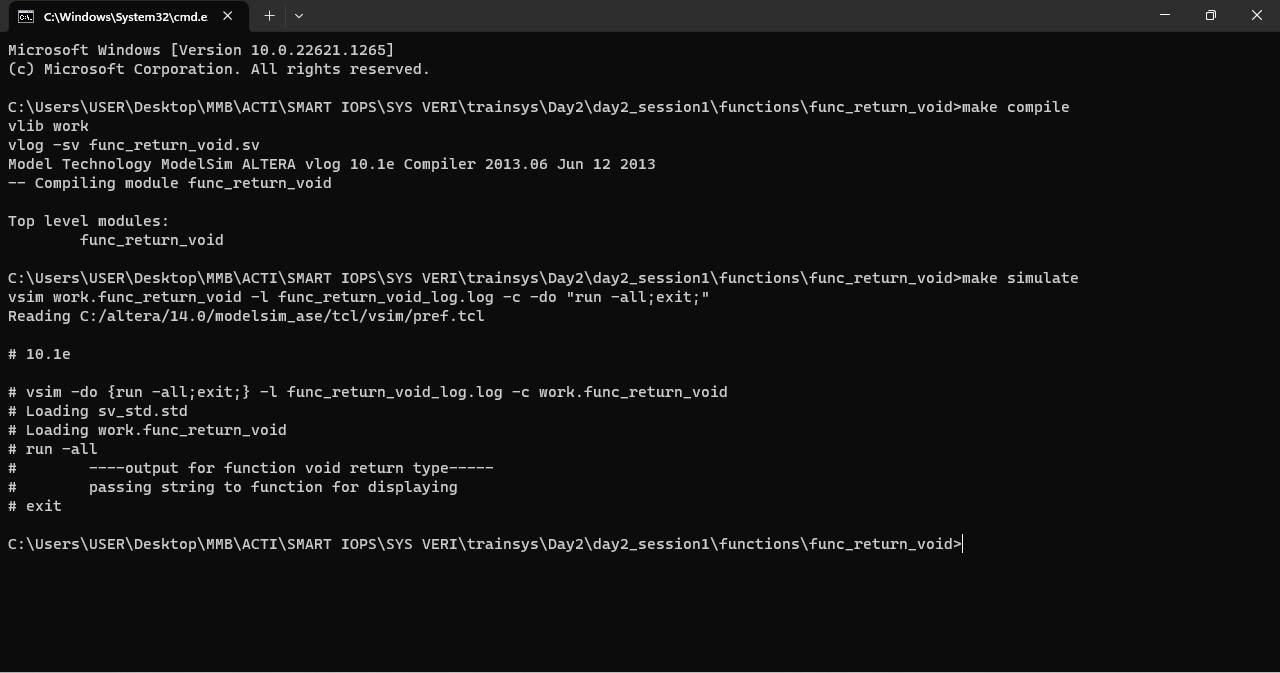 C:\Windows\System32\cmd.e
Microsoft Windows [Version 10.0.22621.1265]
(c) Microsoft Corporation. All rights reserved.
C:\Users\USER\Desktop\MMB\ACTI\SMART IOPS\SYS VERI\trainsys\Day2\day2_session1\functions\func_return_void>make compile
vlib work
vlog -sv func_return_void.sv
Model Technology ModelSim ALTERA vlog 10.1e Compiler 2013.06 Jun 12 2013
-- Compiling module func_return_void
Top level modules:
func_return_void
C:\Users\USER\Desktop\MMB\ACTI\SMART IOPS\SYS VERI\trainsys\Day2\day2_session1\functions\func_return_void>make simulate
vsim work.func_return_void -l func_return_void_log.log -c -do "run -all;exit;"
Reading C:/altera/14.0/modelsim_ase/tcl/vsim/pref.tcl
# 10.1e
# vsim -do {run -all;exit;} -l func_return_void_log.log -c work.func_return_void
# Loading sv_std.std
# Loading work.func_return_void
# run -all
#        ----output for function void return type-----
#        passing string to function for displaying
# exit
C:\Users\USER\Desktop\MMB\ACTI\SMART IOPS\SYS VERI\trainsys\Day2\day2_session1\functions\func_return_void>